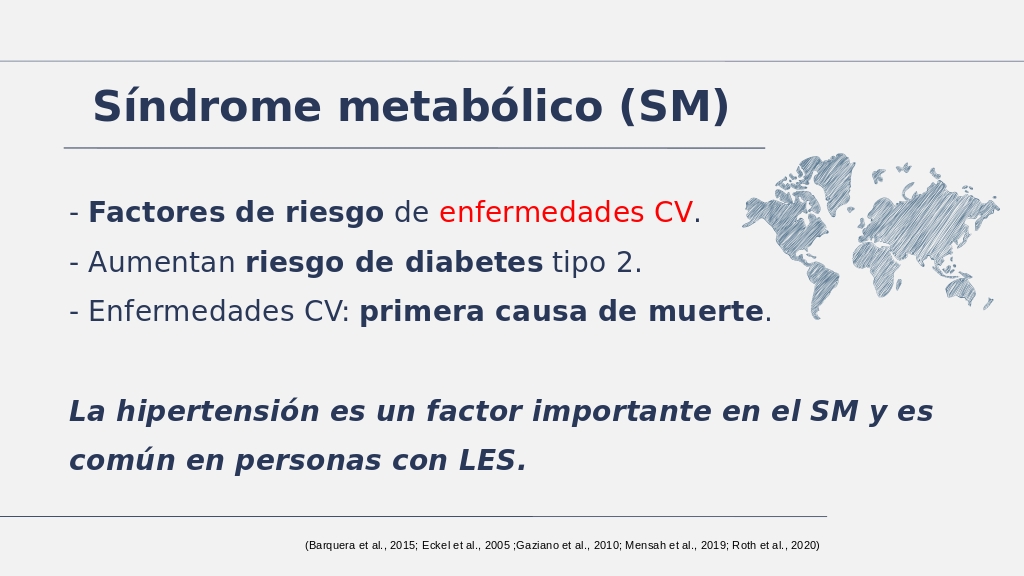 Síndrome metabólico (SM)
- Factores de riesgo de enfermedades CV.
- Aumentan riesgo de diabetes tipo 2.
- Enfermedades CV: primera causa de muerte.
La hipertensión es un factor importante en el SM y es
común en personas con LES.
(Barquera et al., 2015; Eckel et al., 2005 ;Gaziano et al., 2010; Mensah et al., 2019; Roth et al., 2020)